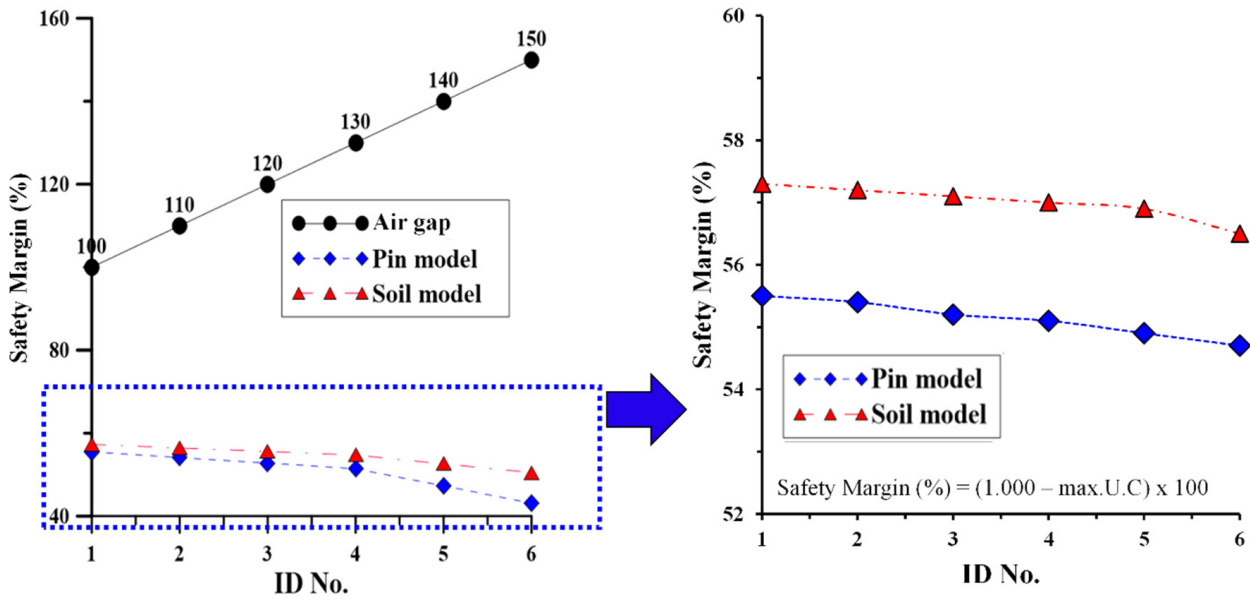 160
120
80
40
Safety Margin (%)
100
110
120
130
140
150
Air gap
Pin model
Soil model
1 2 3 4 5 6
ID No.
60
58
56
54
52
Safety Margin (%)
Pin model
Soil model
Safety Margin (%) = (1.000 – max.U.C) x 100
1 2 3 4 5 6
ID No.